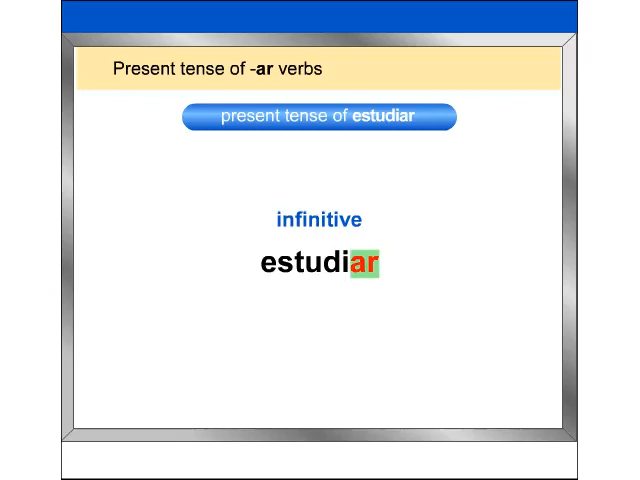 Present tense of -ar verbs
present tense of estudiar
infinitive
estudiar